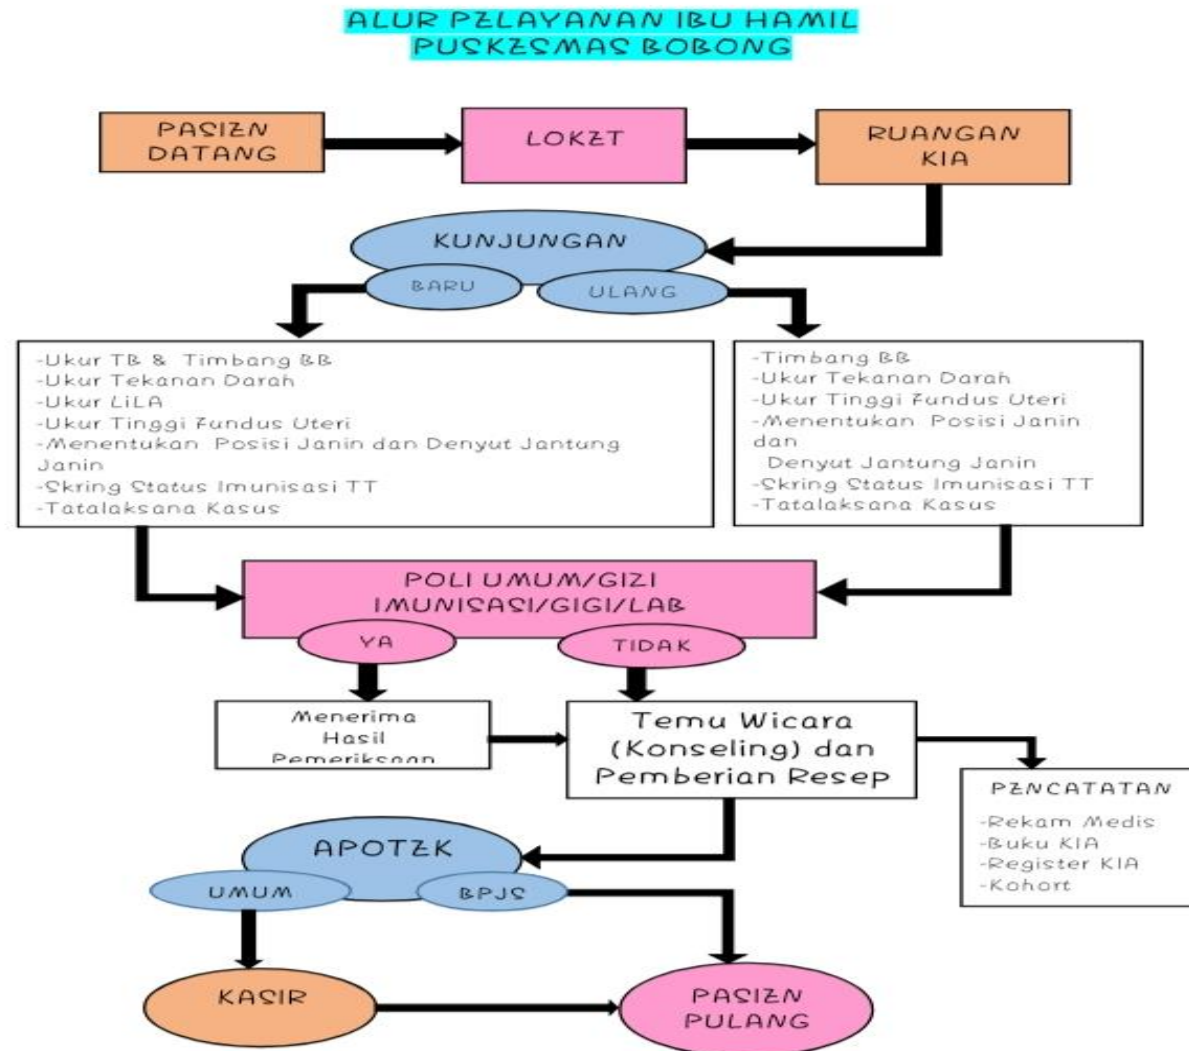 ALUR PELAYANAN IBU HAMIL
PUSKESMAS BOBONG
PASIEN
DATANG
LOKET
RUANGAN
KIA
KUNJUNGAN
BARU
ULANG
-Ukur TB & Timbang BB
-Ukur Tekanan Darah
-Ukur LiLA
-Ukur Tinggi Fundus Uteri
-Menentukan Posisi Janin dan Denyut Jantung
Janin
-Skring Status Imunisasi TT
-Tatalaksana Kasus
-Timbang BB
-Ukur Tekanan Darah
-Ukur Tinggi Fundus Uteri
-Menentukan Posisi Janin
dan
Denyut Jantung Janin
-Skring Status Imunisasi TT
-Tatalaksana Kasus
POLI UMUM/GIZI
IMUNISASI/GIGI/LAB
YA
TIDAK
Menerima
Hasil
Pemeriksaan
Temu Wicara
(Konseling) dan
Pemberian Resep
PENCATATAN
-Rekam Medis
-Buku KIA
-Register KIA
-Kohort
APOTEK
UMUM
BPJS
KASIR
PASIEN
PULANG